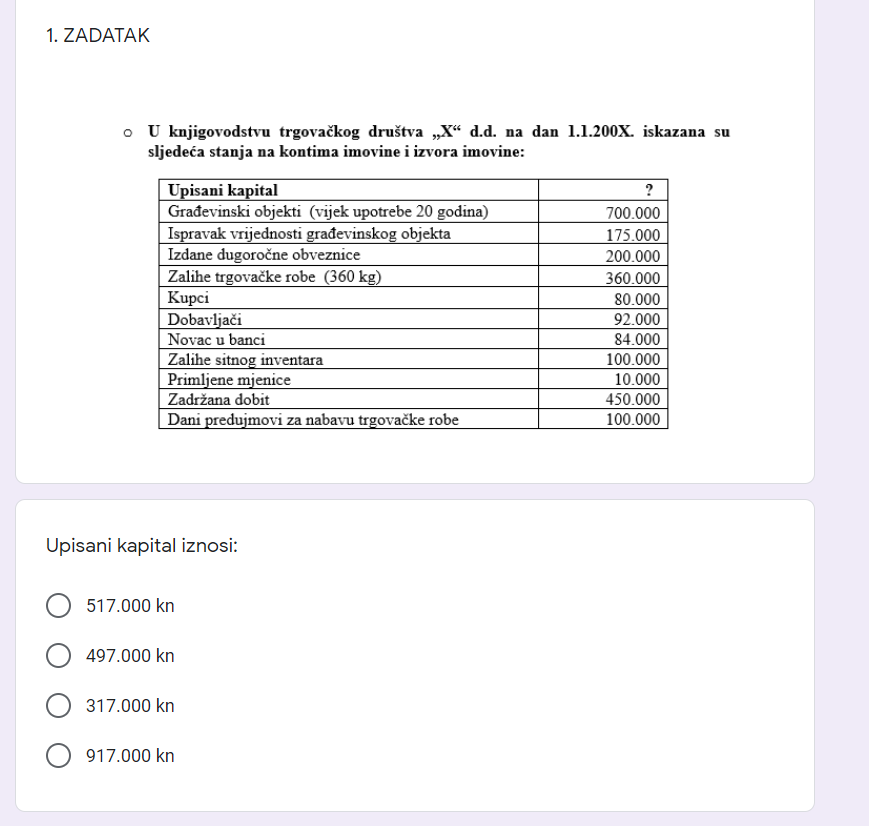 1. ZADATAK
o U knjigovodstvu trgovačkog društva „X“ d.d. na dan 1.1.200X. iskazana su
sljedeća stanja na kontima imovine i izvora imovine:
Upisani kapital ?
Građevinski objekti (vijek upotrebe 20 godina) 700.000
Ispravak vrijednosti građevinskog objekta 175.000
Izdane dugoročne obveznice 200.000
Zalihe trgovačke robe (360 kg) 360.000
Kupci 80.000
Dobavljači 92.000
Novac u banci 84.000
Zalihe sitnog inventara 100.000
Primljene mjenice 10.000
Zadržana dobit 450.000
Dani predujmovi za nabavu trgovačke robe 100.000
Upisani kapital iznosi:
517.000 kn
497.000 kn
317.000 kn
917.000 kn